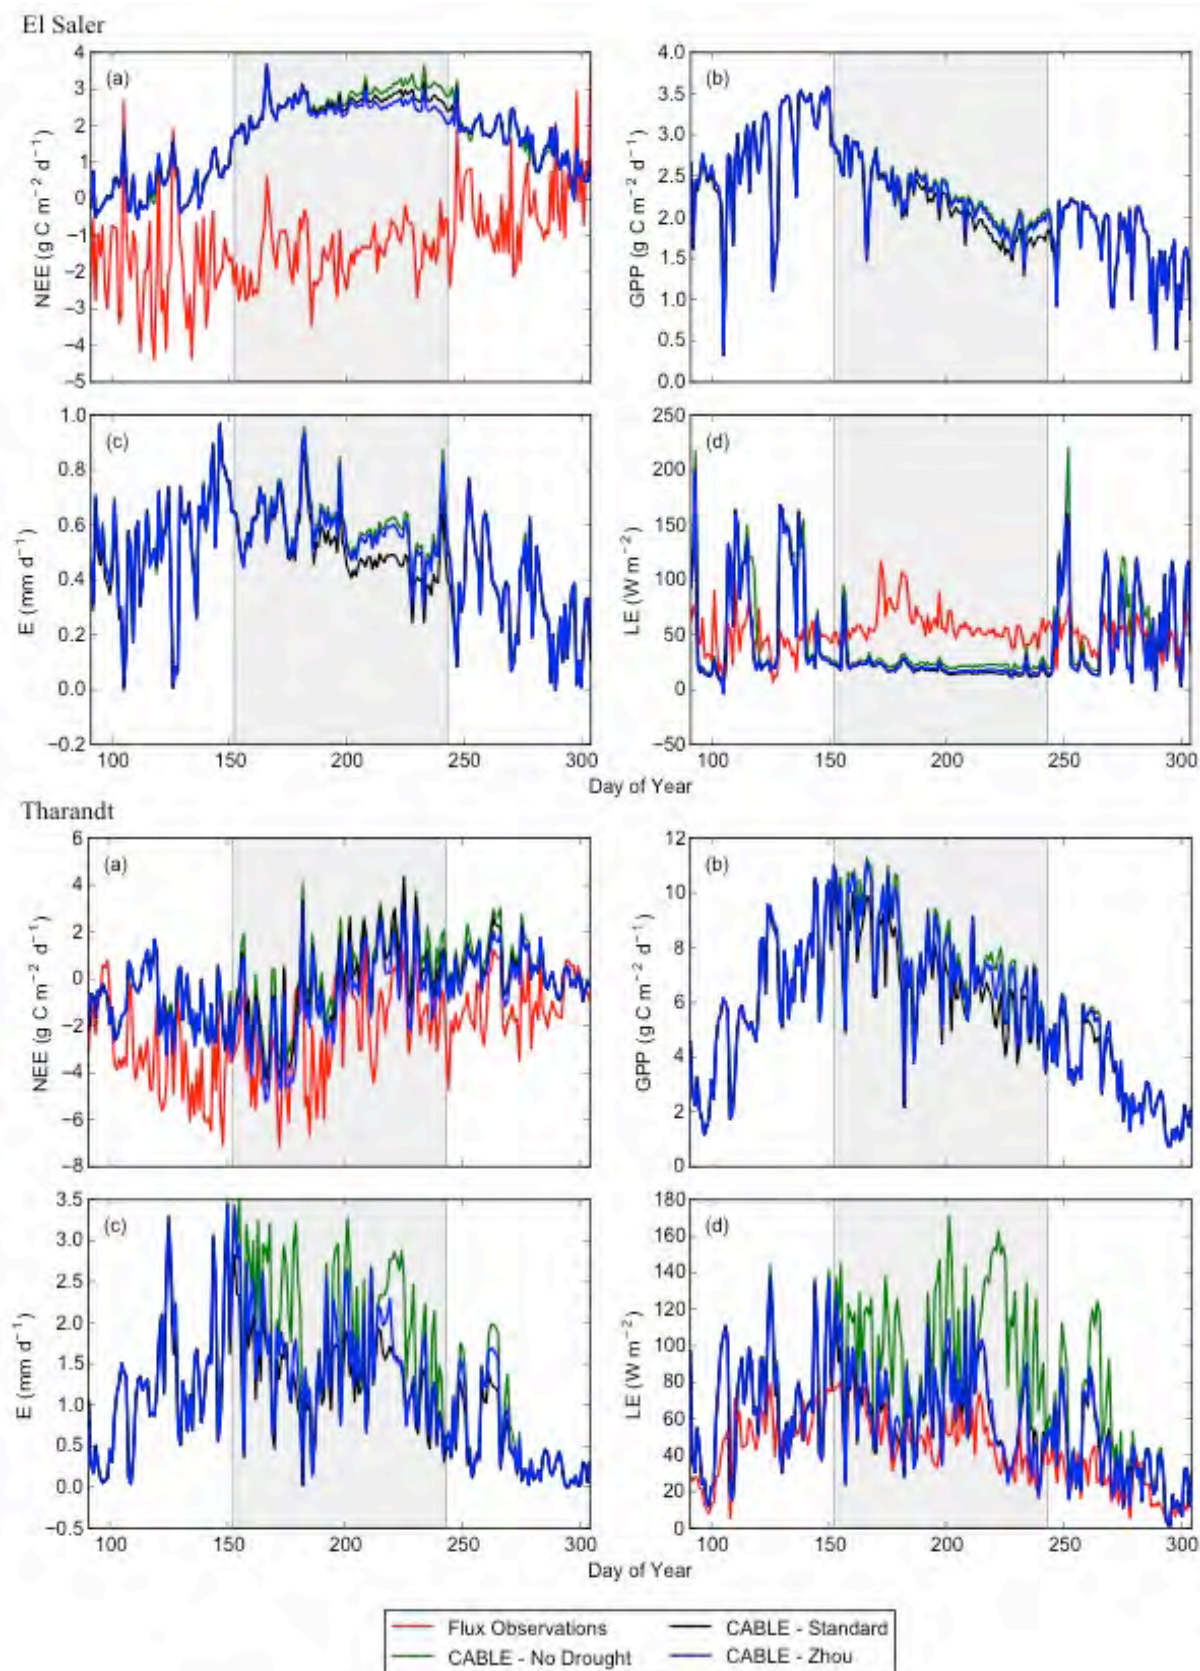 El Saler
(a)
NEE (g C m⁻² d⁻¹)
4
3
2
1
0
−1
−2
−3
−4
−5
(b)
GPP (g C m⁻² d⁻¹)
4.0
3.5
3.0
2.5
2.0
1.5
1.0
0.5
0.0
(c)
E (mm d⁻¹)
1.0
0.8
0.6
0.4
0.2
0.0
−0.2
100 150 200 250 300
(d)
LE (W m⁻²)
250
200
150
100
50
0
−50
100 150 200 250 300
Day of Year
Tharandt
(a)
NEE (g C m⁻² d⁻¹)
6
4
2
0
−2
−4
−6
−8
(b)
GPP (g C m⁻² d⁻¹)
12
10
8
6
4
2
0
(c)
E (mm d⁻¹)
3.5
3.0
2.5
2.0
1.5
1.0
0.5
0.0
−0.5
100 150 200 250 300
(d)
LE (W m⁻²)
180
160
140
120
100
80
60
40
20
0
100 150 200 250 300
Day of Year
Flux Observations
CABLE - Standard
CABLE - No Drought
CABLE - Zhou